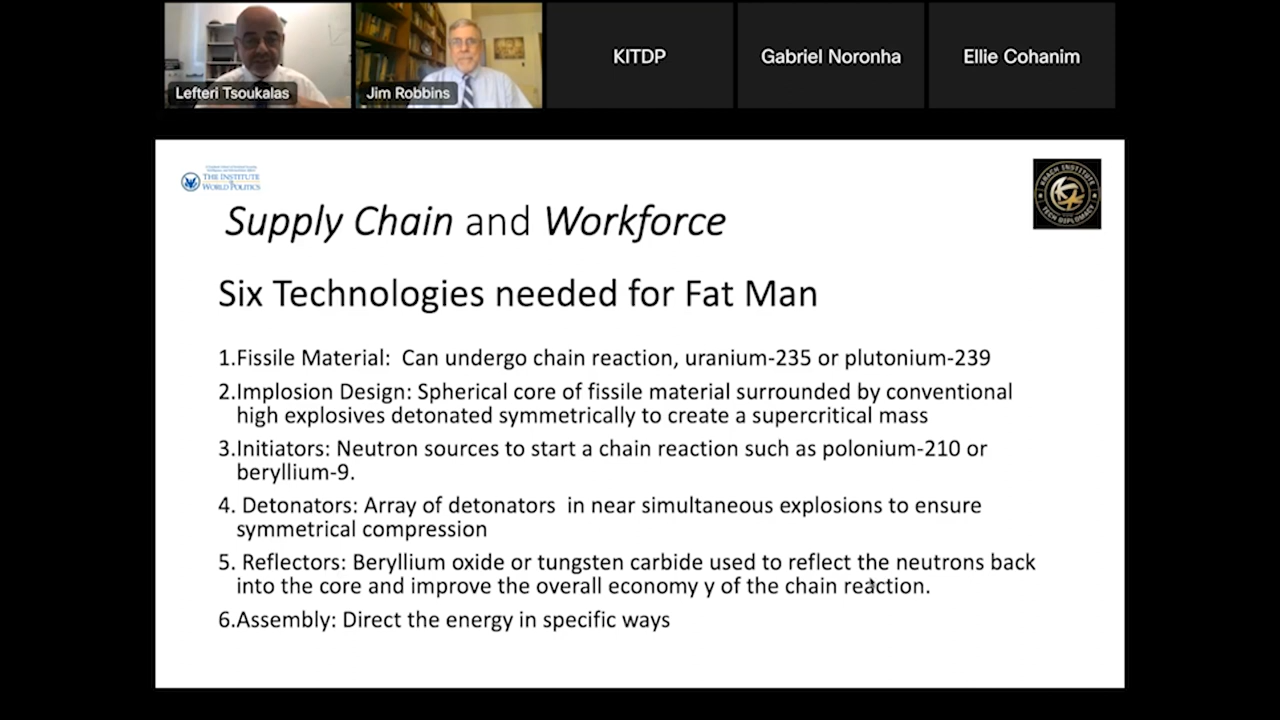 KITDP
Gabriel Noronha
Ellie Cohanim
Lefteri Tsoukalas
Jim Robbins
THE INSTITUTE
WORLD POLITICS
KRACH INSTITUTE
TECH DIPLOMACY
Supply Chain and Workforce
Six Technologies needed for Fat Man
1.Fissile Material:  Can undergo chain reaction, uranium-235 or plutonium-239
2.Implosion Design: Spherical core of fissile material surrounded by conventional
high explosives detonated symmetrically to create a supercritical mass
3.Initiators: Neutron sources to start a chain reaction such as polonium-210 or
beryllium-9.
4. Detonators: Array of detonators  in near simultaneous explosions to ensure
symmetrical compression
5. Reflectors: Beryllium oxide or tungsten carbide used to reflect the neutrons back
into the core and improve the overall economy y of the chain reaction.
6.Assembly: Direct the energy in specific ways